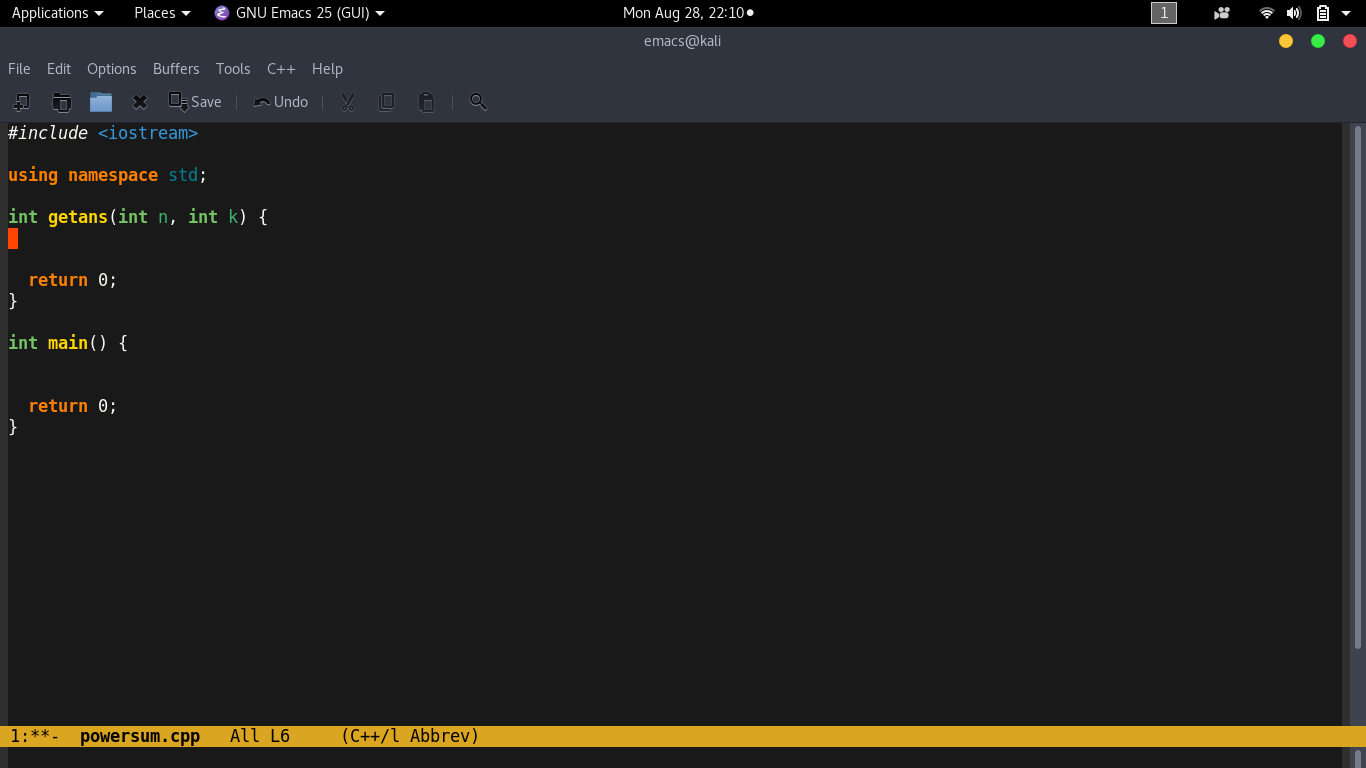 Applications Places GNU Emacs 25 (GUI) Mon Aug 28, 22:10 1
emacs@kali
File Edit Options Buffers Tools C++ Help
Save Undo
#include <iostream>
using namespace std;
int getans(int n, int k) {
return 0;
}
int main() {
return 0;
}
1:**- powersum.cpp All L6 (C++/l Abbrev)